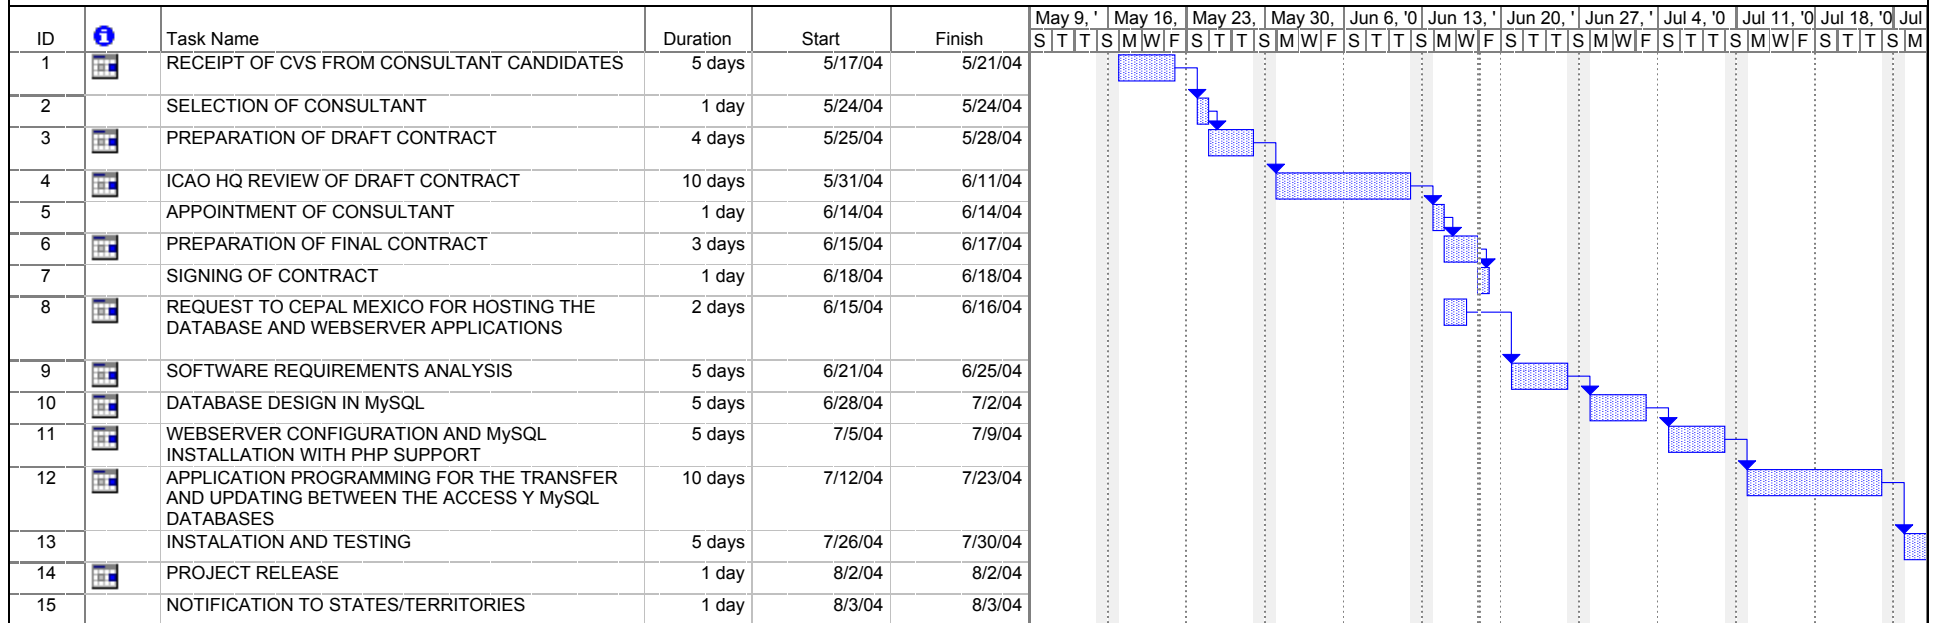 May 9, ' May 16, May 23, May 30, Jun 6, '0 Jun 13, ' Jun 20, ' Jun 27, ' Jul 4, '0 Jul 11, '0 Jul 18, '0 Jul
ID i Task Name Duration Start Finish S T T S M W F S T T S M W F S T T S M W F S T T S M W F S T T S M W F S T T S M
1 RECEIPT OF CVS FROM CONSULTANT CANDIDATES 5 days 5/17/04 5/21/04
2 SELECTION OF CONSULTANT 1 day 5/24/04 5/24/04
3 PREPARATION OF DRAFT CONTRACT 4 days 5/25/04 5/28/04
4 ICAO HQ REVIEW OF DRAFT CONTRACT 10 days 5/31/04 6/11/04
5 APPOINTMENT OF CONSULTANT 1 day 6/14/04 6/14/04
6 PREPARATION OF FINAL CONTRACT 3 days 6/15/04 6/17/04
7 SIGNING OF CONTRACT 1 day 6/18/04 6/18/04
8 REQUEST TO CEPAL MEXICO FOR HOSTING THE 2 days 6/15/04 6/16/04
DATABASE AND WEBSERVER APPLICATIONS
9 SOFTWARE REQUIREMENTS ANALYSIS 5 days 6/21/04 6/25/04
10 DATABASE DESIGN IN MySQL 5 days 6/28/04 7/2/04
11 WEBSERVER CONFIGURATION AND MySQL 5 days 7/5/04 7/9/04
INSTALLATION WITH PHP SUPPORT
12 APPLICATION PROGRAMMING FOR THE TRANSFER 10 days 7/12/04 7/23/04
AND UPDATING BETWEEN THE ACCESS Y MySQL
DATABASES
13 INSTALATION AND TESTING 5 days 7/26/04 7/30/04
14 PROJECT RELEASE 1 day 8/2/04 8/2/04
15 NOTIFICATION TO STATES/TERRITORIES 1 day 8/3/04 8/3/04